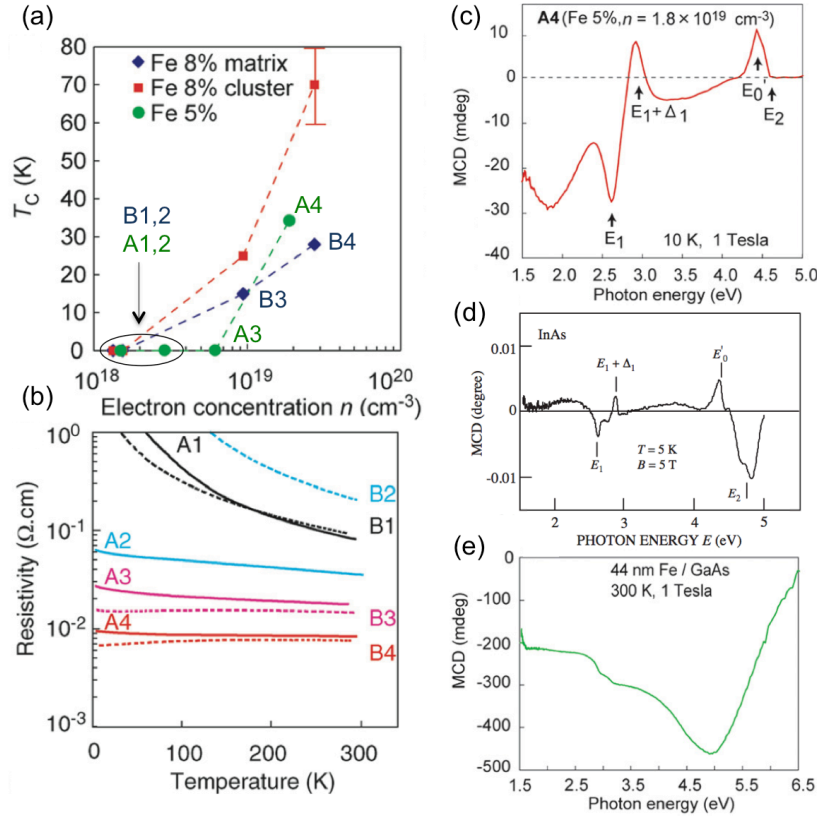 (a)
80
70
60
50
40
30
20
10
0
T_C (K)
Fe 8% matrix
Fe 8% cluster
Fe 5%
B1,2
A1,2
A4
B4
B3
A3
10^18
10^19
10^20
Electron concentration n (cm-3)
(b)
10^0
10^-1
10^-2
10^-3
Resistivity (Ω.cm)
A1
B2
B1
A2
A3
B3
A4
B4
0
100
200
300
Temperature (K)
(c)
A4 (Fe 5%, n = 1.8 × 10^19 cm-3)
10
0
-10
-20
-30
-40
MCD (mdeg)
E1 + Δ1
E0'
E2
E1
10 K, 1 Tesla
1.5 2.0 2.5 3.0 3.5 4.0 4.5 5.0
Photon energy (eV)
(d)
InAs
0.01
0
-0.01
MCD (degree)
E1 + Δ1
E0'
E1
T = 5 K
B = 5 T
E2
2 3 4 5
PHOTON ENERGY E (eV)
(e)
0
-100
-200
-300
-400
-500
MCD (mdeg)
44 nm Fe / GaAs
300 K, 1 Tesla
1.5 2.5 3.5 4.5 5.5 6.5
Photon energy (eV)